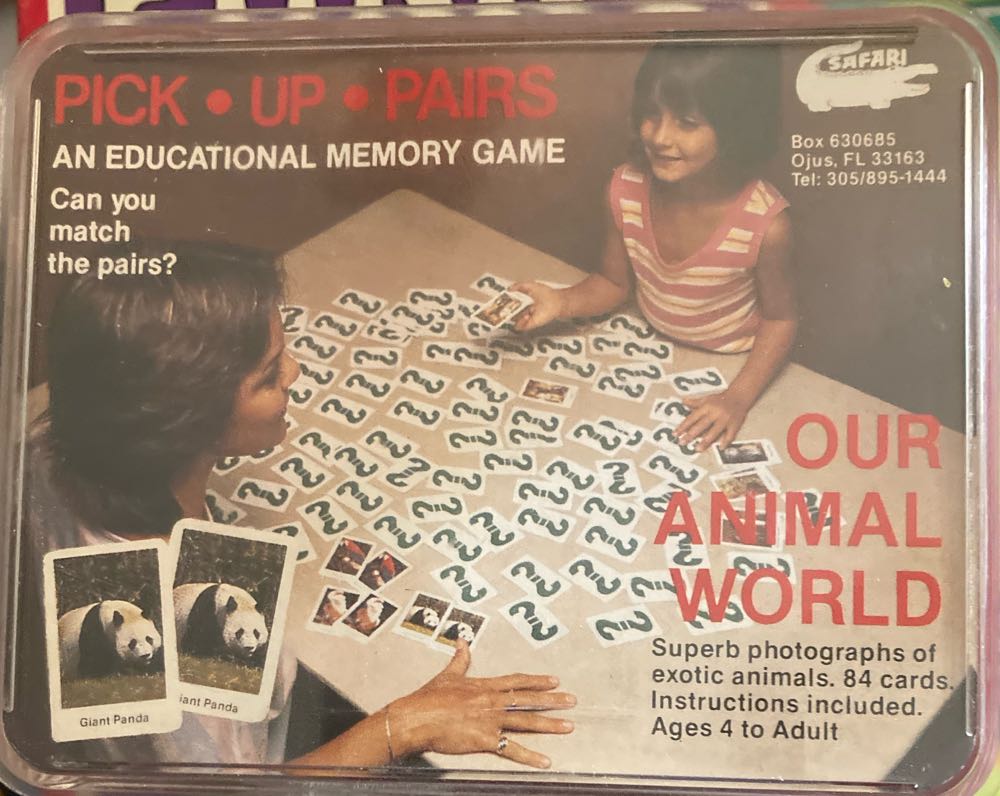 PICK • UP • PAIRS
AN EDUCATIONAL MEMORY GAME
Can you
match
the pairs?
SAFARI
Box 630685
Ojus, FL 33163
Tel: 305/895-1444
OUR
ANIMAL
WORLD
Superb photographs of
exotic animals. 84 cards.
Instructions included.
Ages 4 to Adult
Giant Panda
iant Panda